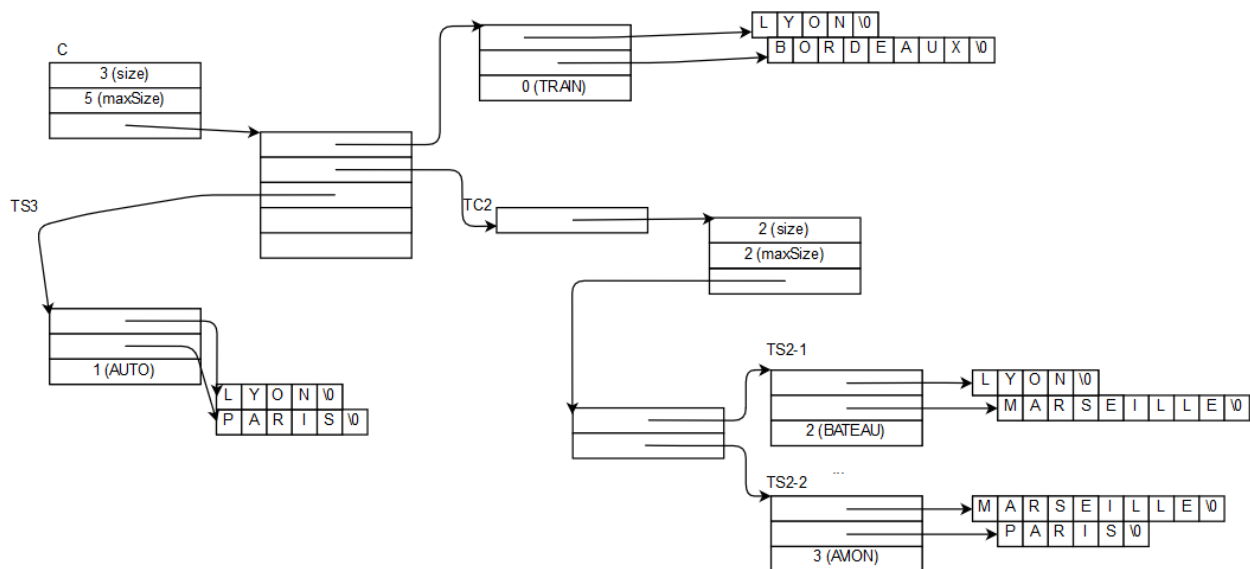 L Y O N \0
C
B O R D E A U X \0
3 (size)
5 (maxSize)
0 (TRAIN)
TS3
TC2
2 (size)
2 (maxSize)
TS2-1
1 (AUTO)
L Y O N \0
L Y O N \0
P A R I S \0
M A R S E I L L E \0
2 (BATEAU)
...
TS2-2
M A R S E I L L E \0
P A R I S \0
3 (AVION)